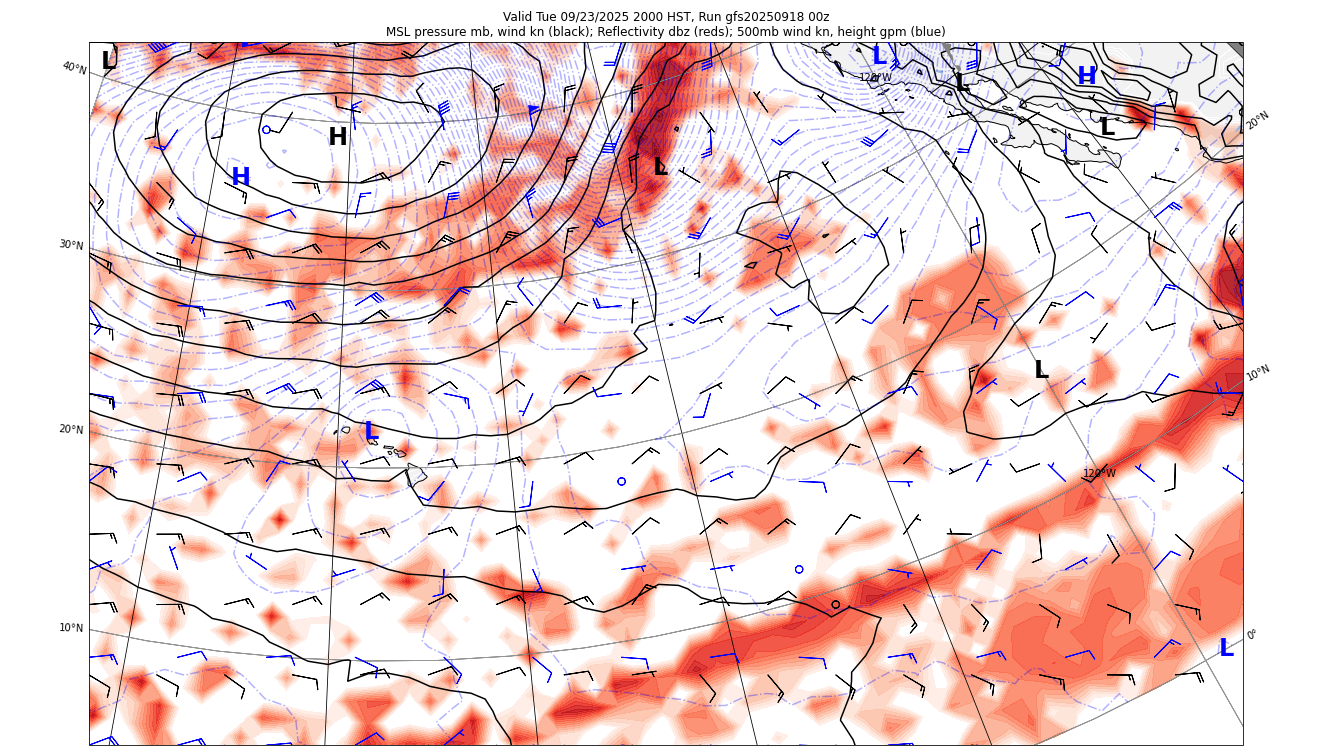 Valid Tue 09/23/2025 2000 HST, Run gfs20250918 00z
MSL pressure mb, wind kn (black); Reflectivity dbz (reds); 500mb wind kn, height gpm (blue)
L
L
H
L
40°N
120°W
L
20°N
H
L
L
H
30°N
L
10°N
20°N
L
120°W
10°N
0°
L